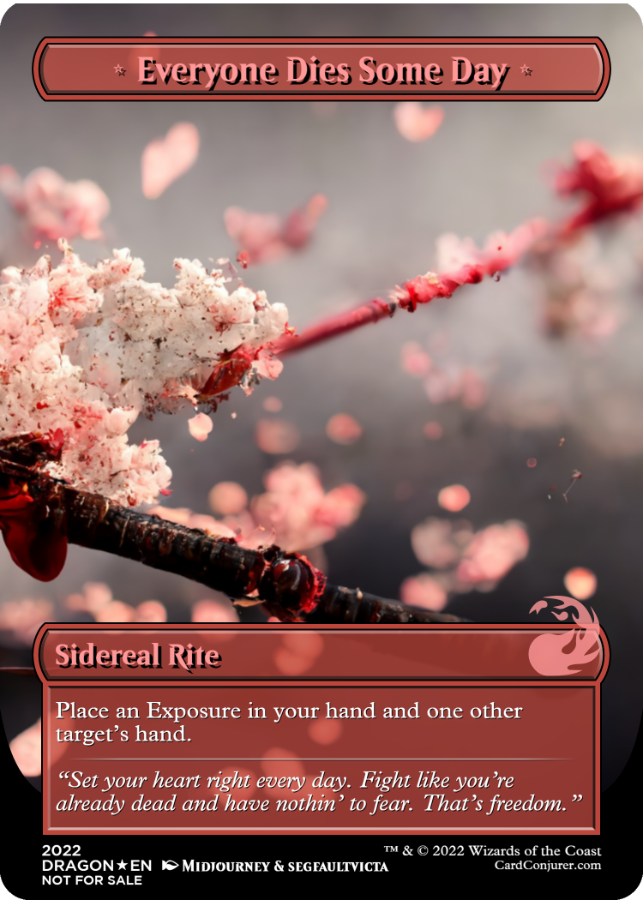 Everyone Dies Some Day
Sidereal Rite
Place an Exposure in your hand and one other
target's hand.
“Set your heart right every day. Fight like you're
already dead and have nothin' to fear. That's freedom.”
2022
DRAGON★EN Midjourney & segfaultvicta
NOT FOR SALE
™ & © 2022 Wizards of the Coast
CardConjurer.com